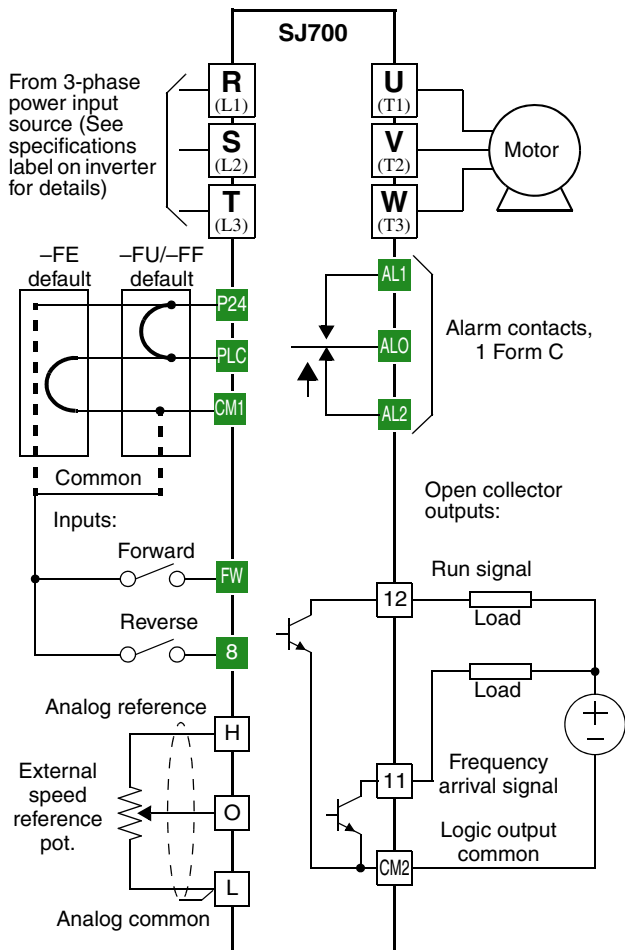 SJ700
From 3-phase
power input
source (See
specifications
label on inverter
for details)
R
(L1)
S
(L2)
T
(L3)
U
(T1)
V
(T2)
W
(T3)
Motor
–FE
default
–FU/–FF
default
P24
PLC
CM1
AL1
AL0
AL2
Alarm contacts,
1 Form C
Common
Inputs:
Forward
FW
Reverse
8
Open collector
outputs:
12
Run signal
Load
Load
+
–
11
Frequency
arrival signal
Logic output
common
CM2
Analog reference
H
External
speed
reference
pot.
O
L
Analog common